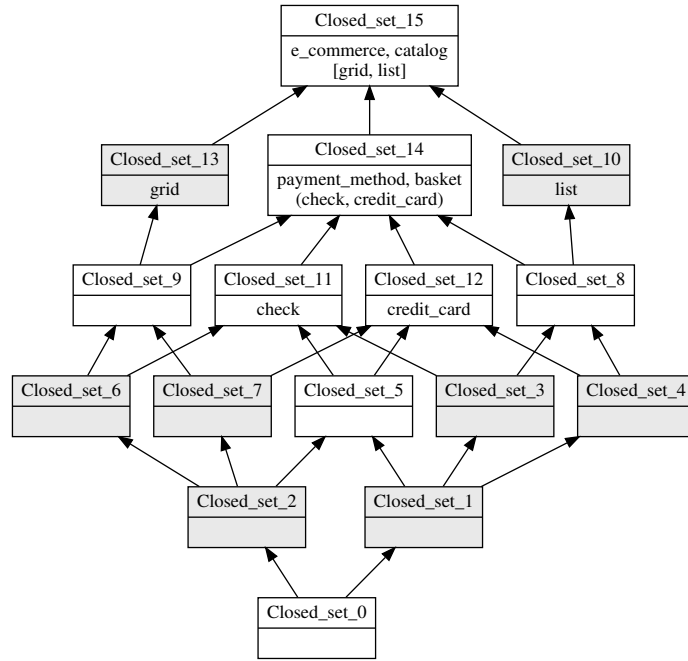 Closed_set_15
e_commerce, catalog
[grid, list]
Closed_set_13
grid
Closed_set_14
payment_method, basket
(check, credit_card)
Closed_set_10
list
Closed_set_9
Closed_set_11
check
Closed_set_12
credit_card
Closed_set_8
Closed_set_6
Closed_set_7
Closed_set_5
Closed_set_3
Closed_set_4
Closed_set_2
Closed_set_1
Closed_set_0